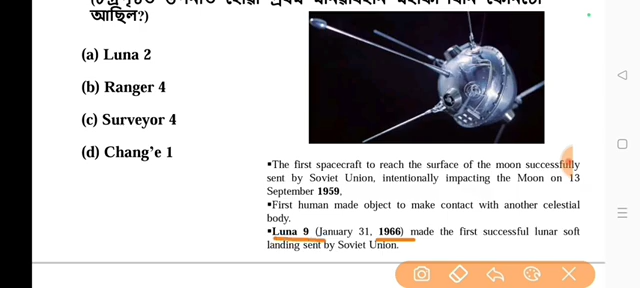 আছিল?)
(a) Luna 2
(b) Ranger 4
(c) Surveyor 4
(d) Chang'e 1
▪The first spacecraft to reach the surface of the moon successfully
sent by Soviet Union, intentionally impacting the Moon on 13
September 1959.
▪First human made object to make contact with another celestial
body.
▪Luna 9 (January 31, 1966) made the first successful lunar soft
landing sent by Soviet Union.